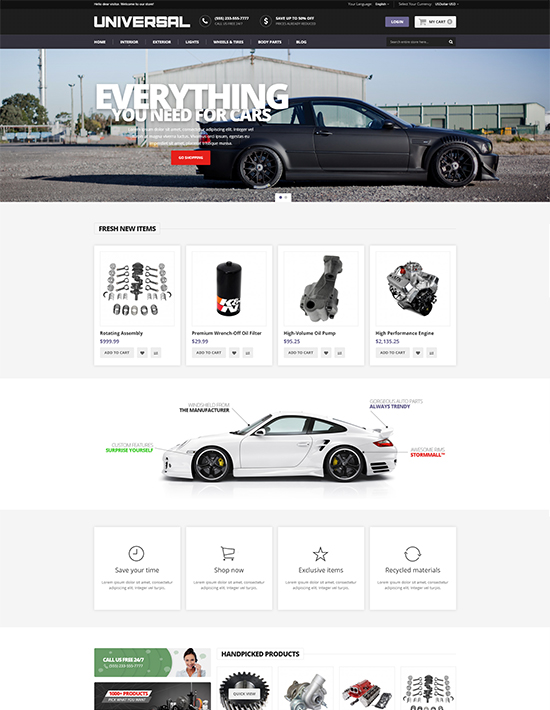 Hello dear visitor. Welcome to our store!
Your Language: English
Select Your Currency: USDollar USD
UNIVERSAL
(555) 233-555-7777
CALL US FREE 24/7
SAVE UP TO 50% OFF
PRICES ALREADY REDUCED
LOGIN
MY CART 0
HOME INTERIOR EXTERIOR LIGHTS WHEELS & TIRES BODY PARTS BLOG
Search entire store here...
EVERYTHING
YOU NEED FOR CARS
Lorem ipsum dolor sit amet, consectetur adipiscing elit. Vestibulum
GO SHOPPING
FRESH NEW ITEMS
Rotating Assembly
$999.99
ADD TO CART
Premium Wrench-Off Oil Filter
$29.99
ADD TO CART
High-Volume Oil Pump
$95.25
ADD TO CART
High Performance Engine
$2,135.25
ADD TO CART
WINDSHIELD FROM
THE MANUFACTURER
GORGEOUS AUTO PARTS
ALWAYS TRENDY
CUSTOM FEATURES
SURPRISE YOURSELF
AWESOME RIMS
STORMMALL™
Save your time
Lorem ipsum dolor sit amet, consectetur
adipiscing elit. Integer vel turpis.
Shop now
Lorem ipsum dolor sit amet, consectetur
adipiscing elit. Integer vel turpis.
Exclusive items
Lorem ipsum dolor sit amet, consectetur
adipiscing elit. Integer vel turpis.
Recycled materials
Lorem ipsum dolor sit amet, consectetur
adipiscing elit. Integer vel turpis.
CALL US FREE 24/7
(555) 233-555-7777
1000+ PRODUCTS
PICK WHAT YOU WANT
HANDPICKED PRODUCTS
QUICK VIEW